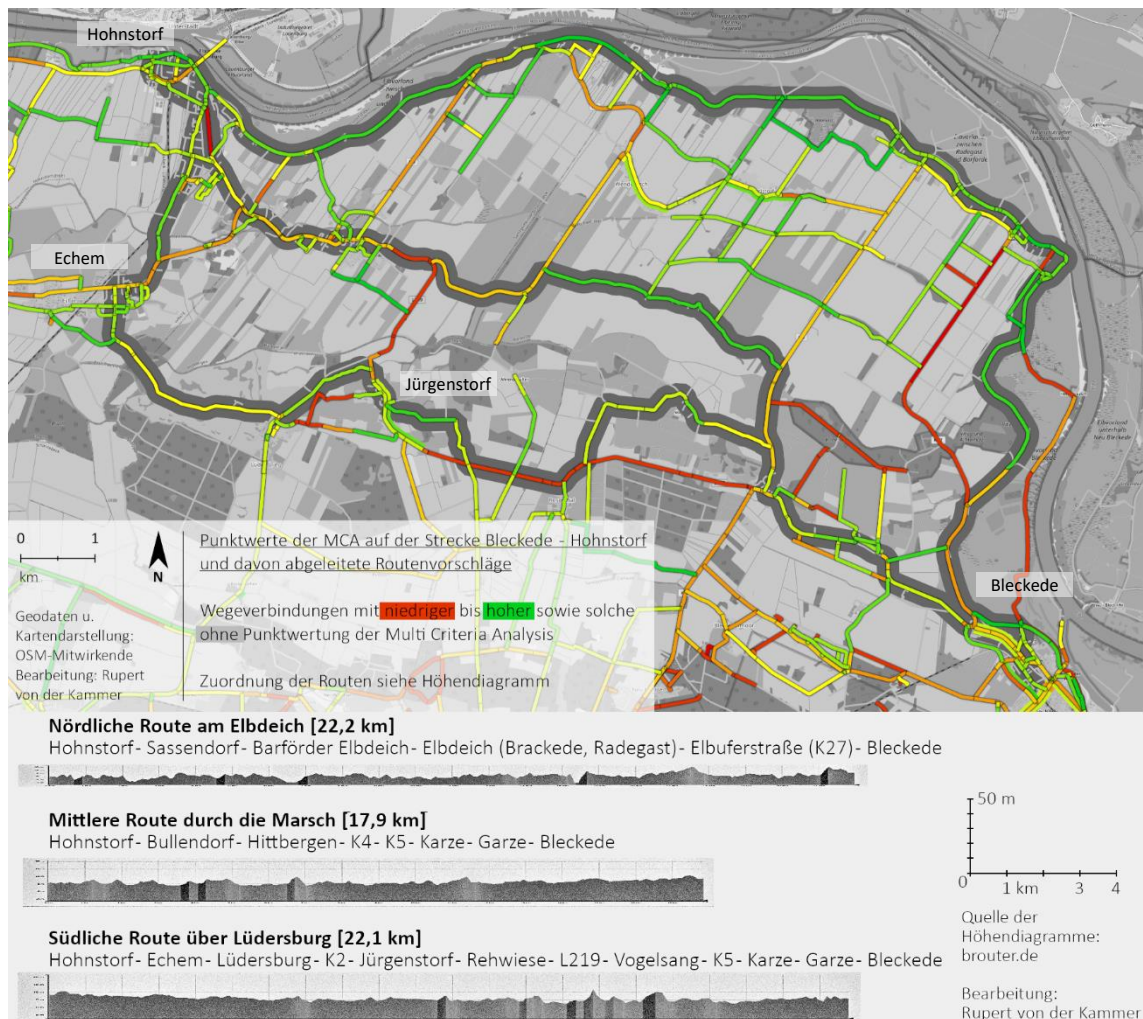 Hohnstorf
Echem
Jürgenstorf
Bleckede
0 1
km
N
Geodaten u.
Kartendarstellung:
OSM-Mitwirkende
Bearbeitung: Rupert
von der Kammer
Punktwerte der MCA auf der Strecke Bleckede - Hohnstorf
und davon abgeleitete Routenvorschläge
Wegeverbindungen mit niedriger bis hoher sowie solche
ohne Punktwertung der Multi Criteria Analysis
Zuordnung der Routen siehe Höhendiagramm
Nördliche Route am Elbdeich [22,2 km]
Hohnstorf- Sassendorf- Barförder Elbdeich- Elbdeich (Brackede, Radegast)- Elbuferstraße (K27)- Bleckede
Mittlere Route durch die Marsch [17,9 km]
Hohnstorf- Bullendorf- Hittbergen- K4- K5- Karze- Garze- Bleckede
Südliche Route über Lüdersburg [22,1 km]
Hohnstorf- Echem- Lüdersburg- K2- Jürgenstorf- Rehwiese- L219- Vogelsang- K5- Karze- Garze- Bleckede
50 m
0 1 km 3 4
Quelle der
Höhendiagramme:
brouter.de
Bearbeitung:
Rupert von der Kammer